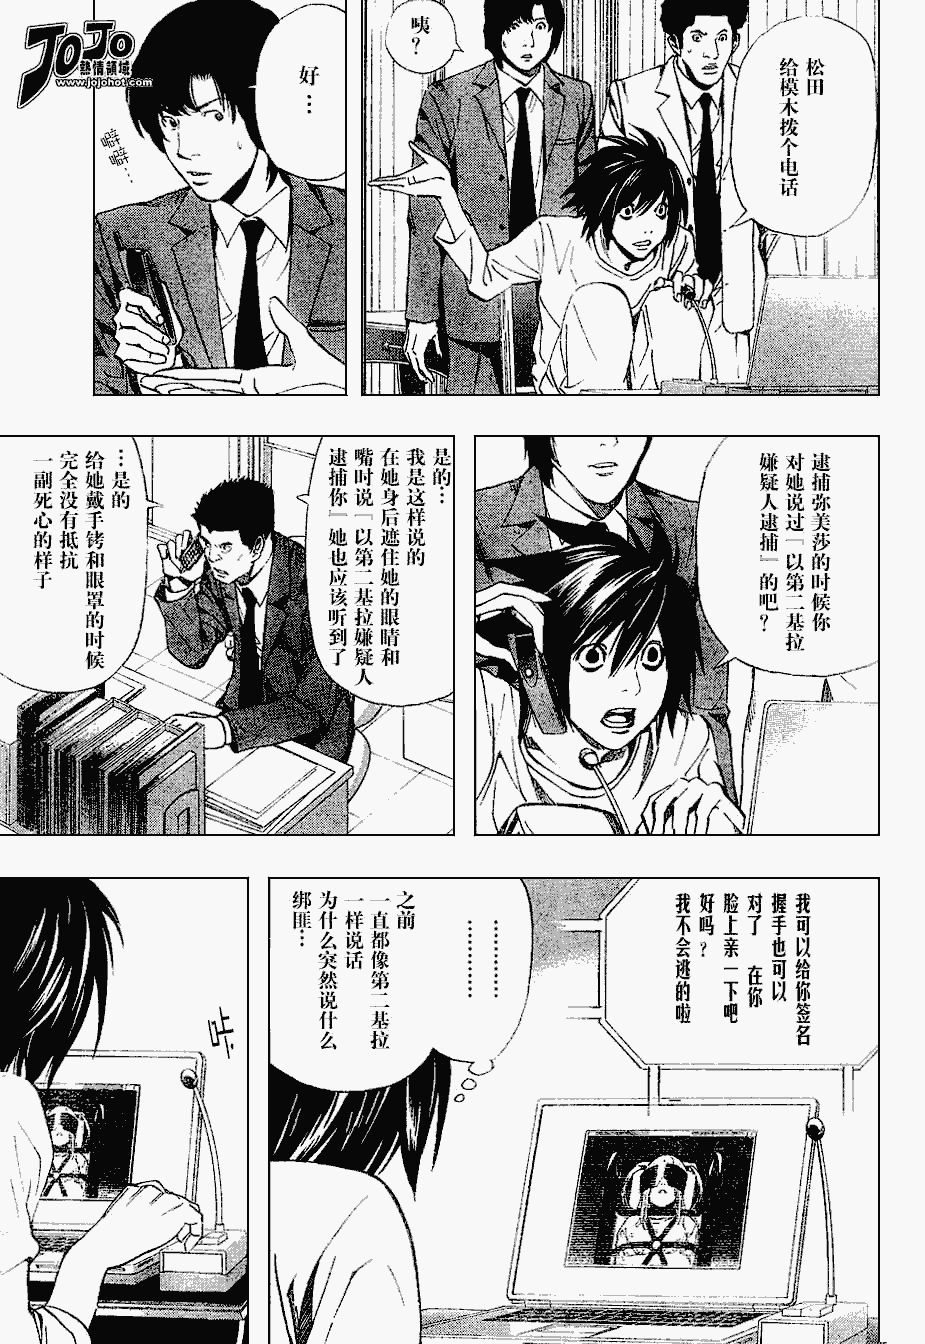 松田
给模木拨个电话
咦?
好…
噼噼…
JOJO
熱情領域
www.jojohot.com
逮捕弥美莎的时候你
对她说过「以第二基拉
嫌疑人逮捕」的吧?
是的…
我是这样说的
在她身后遮住她的眼睛和
嘴时说「以第二基拉嫌疑人
逮捕你」她也应该听到了
…是的
给她戴手铐和眼罩的时候
完全没有抵抗
一副死心的样子
我可以给你签名
握手也可以
对了 在你
脸上亲一下吧
好吗?
我不会逃的啦
………
………
之前
一直都像第二基拉
一样说话
为什么突然说什么
绑匪…